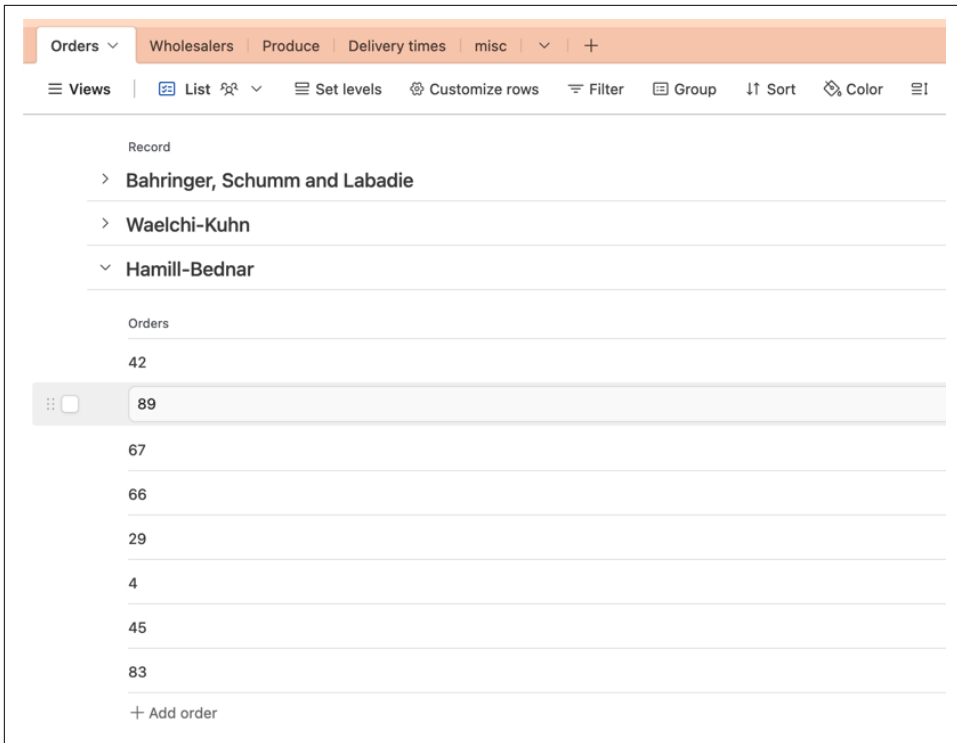 Orders Wholesalers Produce Delivery times misc
Views List Set levels Customize rows Filter Group Sort Color
Record
Bahringer, Schumm and Labadie
Waelchi-Kuhn
Hamill-Bednar
Orders
42
89
67
66
29
4
45
83
+ Add order